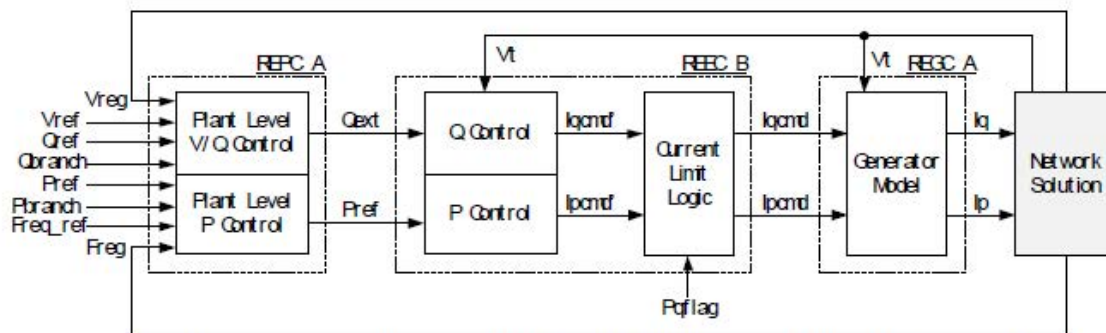 Vt
REPC_A
REEC_B
Vt
REGC_A
Vreg
Vref
Qref
Qbranch
Pref
Pbranch
Freq_ref
Freg
Plant Level
V/Q Control
Plant Level
P Control
Qext
Pref
Q Control
P Control
Iqcmd'
Ipcmd'
Current
Limit
Logic
Pqflag
Iqcmd
Ipcmd
Generator
Model
Iq
Ip
Network
Solution